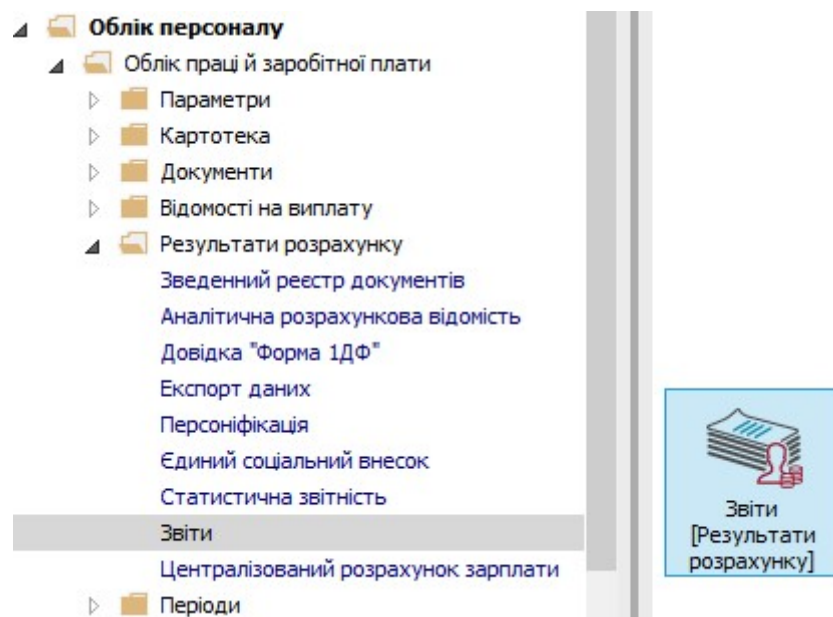 Облік персоналу
Облік праці й заробітної плати
Параметри
Картотека
Документи
Відомості на виплату
Результати розрахунку
Зведенний реєстр документів
Аналітична розрахункова відомість
Довідка "Форма 1ДФ"
Експорт даних
Персоніфікація
Єдиний соціальний внесок
Статистична звітність
Звіти
Централізований розрахунок зарплати
Періоди
Звіти
[Результати
розрахунку]